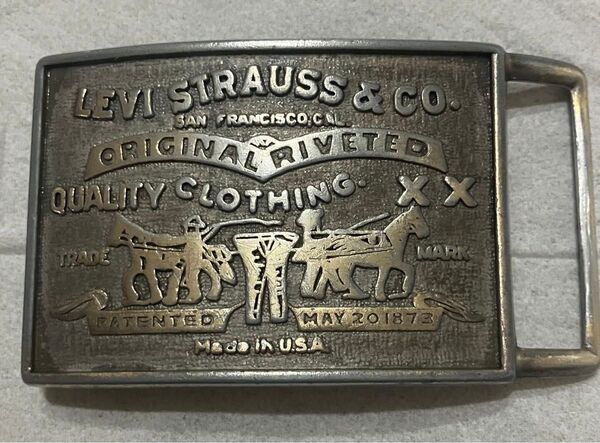 LEVI STRAUSS & CO.
SAN FRANCISCO, CAL.
ORIGINAL RIVETED
QUALITY CLOTHING. XX
TRADE MARK
PATENTED MAY 20 1873
Made in U.S.A